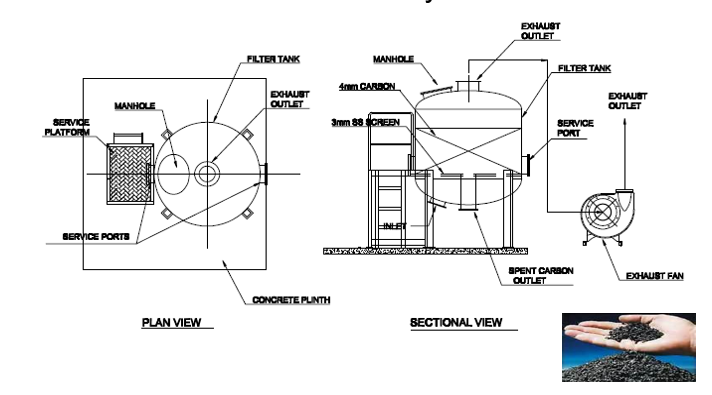 EXHAUST
OUTLET
FILTER TANK
MANHOLE
FILTER TANK
4mm CARBON
EXHAUST
OUTLET
EXHAUST
OUTLET
MANHOLE
SERVICE
PLATFORM
3mm SS SCREEN
SERVICE
PORT
INLET
SERVICE PORTS
SPENT CARBON
OUTLET
EXHAUST FAN
CONCRETE PLINTH
PLAN VIEW
SECTIONAL VIEW